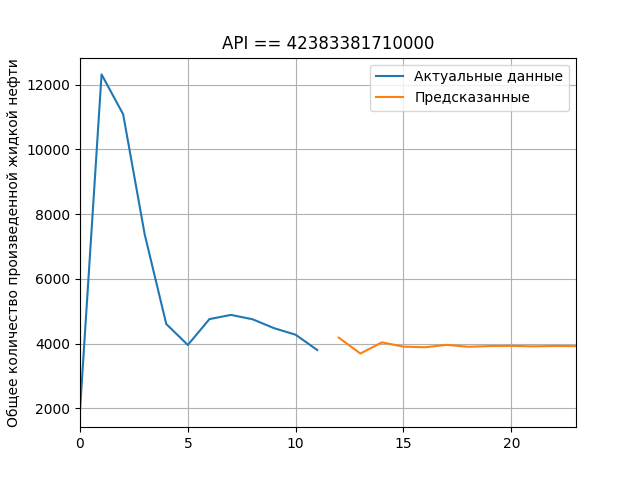 API == 42383381710000
Общее количество произведенной жидкой нефти
12000
10000
8000
6000
4000
2000
0
5
10
15
20
Актуальные данные
Предсказанные